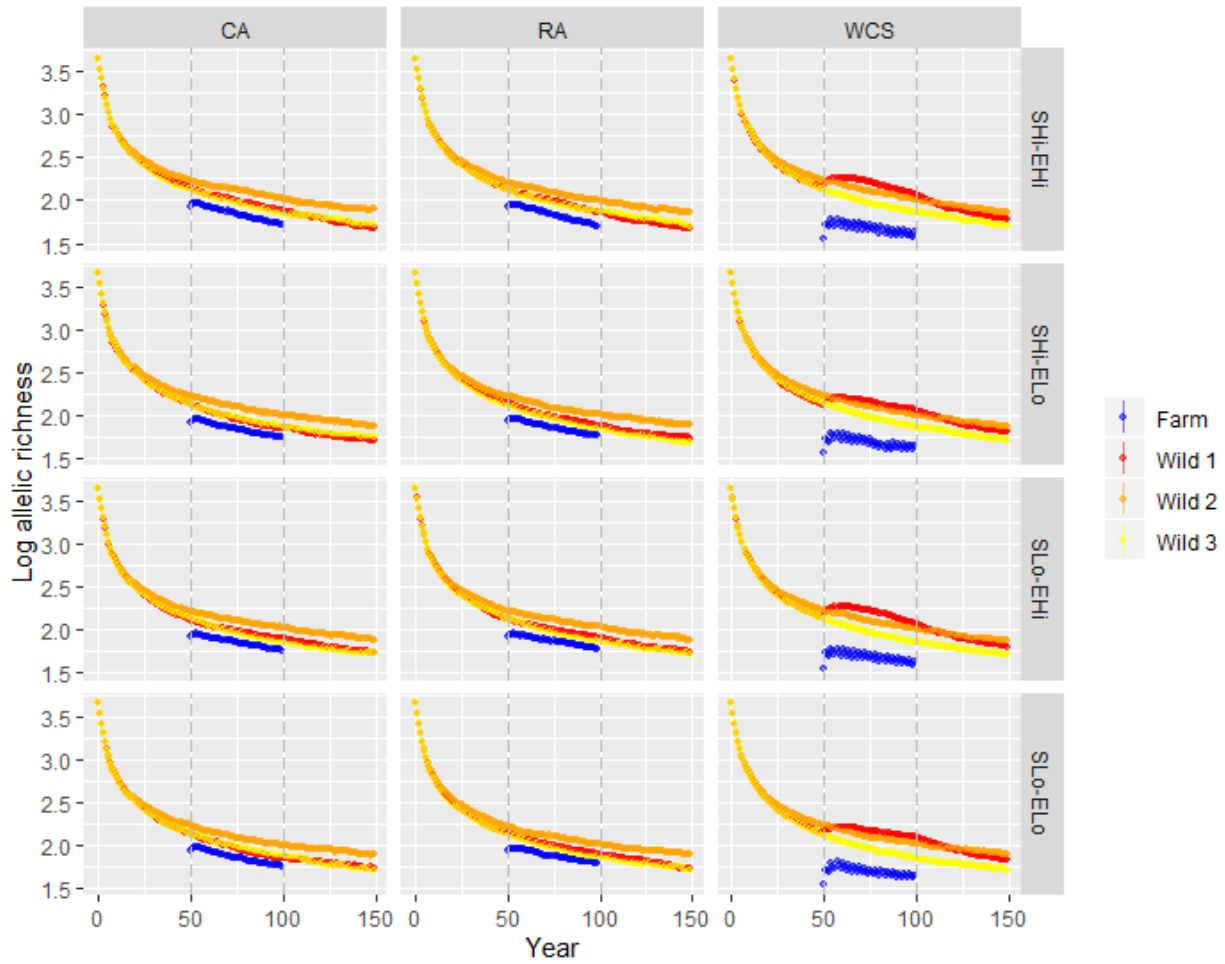 CA RA WCS
3.5
3.0
2.5
2.0
1.5
SHi-EHi
3.5
3.0
2.5
2.0
1.5
SHi-ELo
3.5
3.0
2.5
2.0
1.5
SLo-EHi
3.5
3.0
2.5
2.0
1.5
SLo-ELo
Log allelic richness
0 50 100 150 0 50 100 150 0 50 100 150
Year
Farm
Wild 1
Wild 2
Wild 3